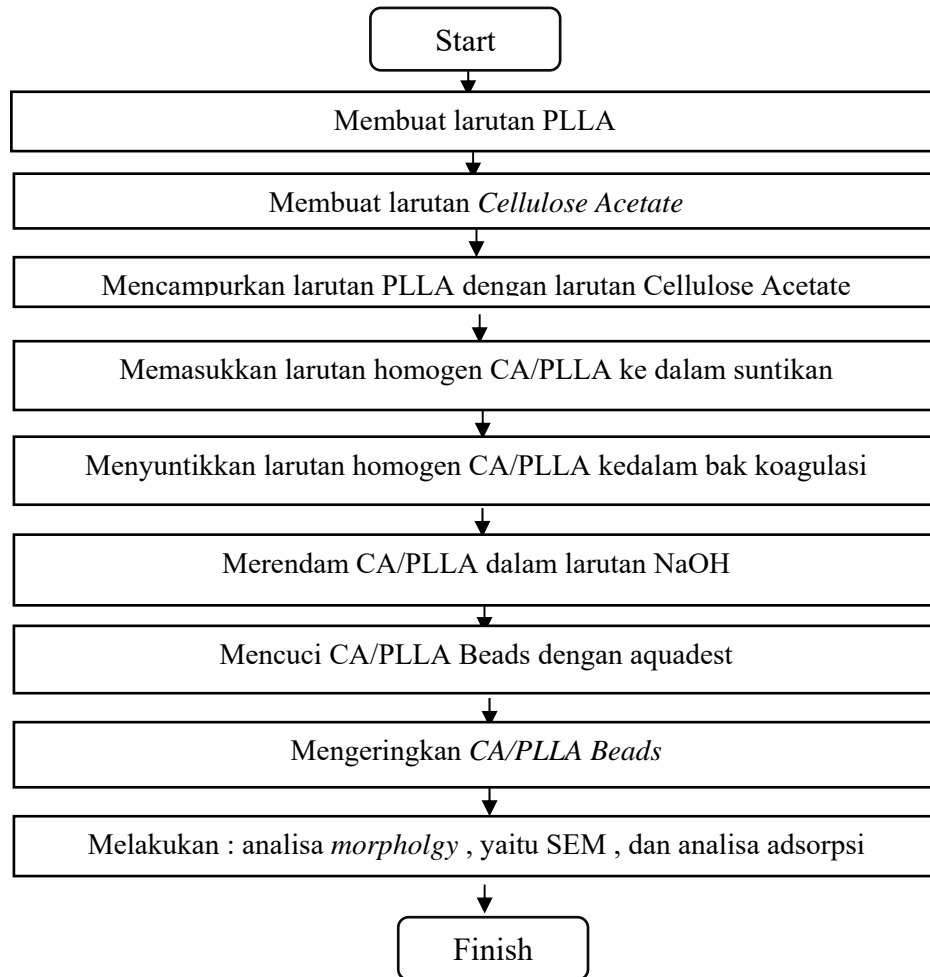 Start
Membuat larutan PLLA
Membuat larutan Cellulose Acetate
Mencampurkan larutan PLLA dengan larutan Cellulose Acetate
Memasukkan larutan homogen CA/PLLA ke dalam suntikan
Menyuntikkan larutan homogen CA/PLLA kedalam bak koagulasi
Merendam CA/PLLA dalam larutan NaOH
Mencuci CA/PLLA Beads dengan aquadest
Mengeringkan CA/PLLA Beads
Melakukan : analisa morpholgy , yaitu SEM , dan analisa adsorpsi
Finish